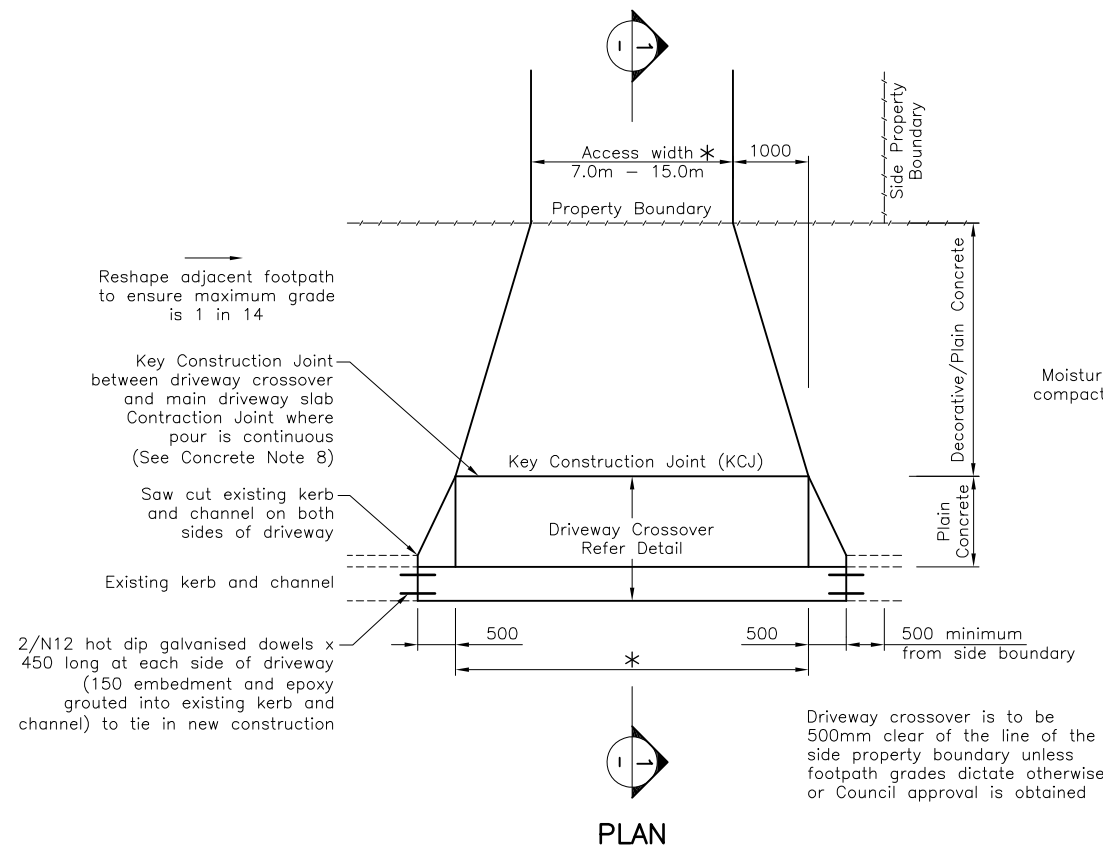 1
–
Access width *
7.0m – 15.0m
1000
Side Property
Boundary
Property Boundary
Reshape adjacent footpath
to ensure maximum grade
is 1 in 14
Decorative/Plain Concrete
Key Construction Joint
between driveway crossover
and main driveway slab
Contraction Joint where
pour is continuous
(See Concrete Note 8)
Moistur
compact
Key Construction Joint (KCJ)
Saw cut existing kerb
and channel on both
sides of driveway
Driveway Crossover
Refer Detail
Plain
Concrete
Existing kerb and channel
2/N12 hot dip galvanised dowels x
450 long at each side of driveway
(150 embedment and epoxy
grouted into existing kerb and
channel) to tie in new construction
500
500
500 minimum
from side boundary
*
Driveway crossover is to be
500mm clear of the line of the
side property boundary unless
footpath grades dictate otherwise
or Council approval is obtained
1
–
PLAN